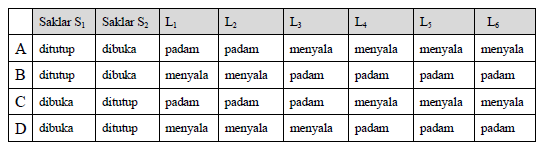 Saklar S₁ Saklar S₂ L₁ L₂ L₃ L₄ L₅ L₆
A ditutup dibuka padam padam menyala menyala menyala menyala
B ditutup dibuka menyala menyala padam padam padam padam
C dibuka ditutup padam padam padam menyala menyala menyala
D dibuka ditutup menyala menyala menyala padam padam padam